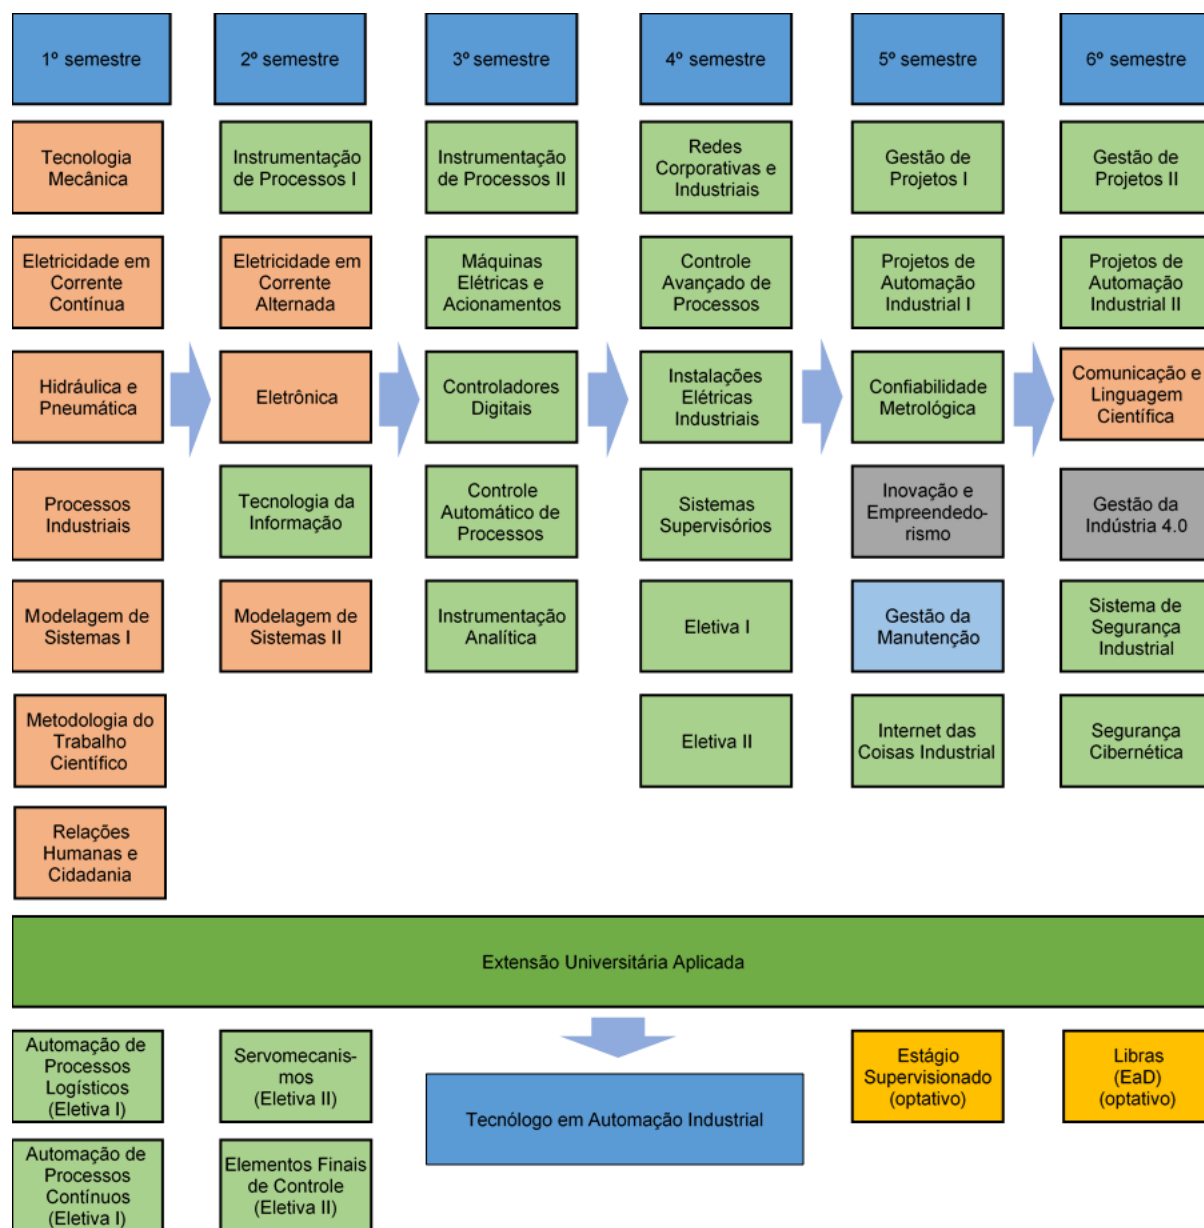 1º semestre
2º semestre
3º semestre
4º semestre
5º semestre
6º semestre
Tecnologia
Mecânica
Instrumentação
de Processos I
Instrumentação
de Processos II
Redes
Corporativas e
Industriais
Gestão de
Projetos I
Gestão de
Projetos II
Eletricidade em
Corrente
Contínua
Eletricidade em
Corrente
Alternada
Máquinas
Elétricas e
Acionamentos
Controle
Avançado de
Processos
Projetos de
Automação
Industrial I
Projetos de
Automação
Industrial II
Hidráulica e
Pneumática
Eletrônica
Controladores
Digitais
Instalações
Elétricas
Industriais
Confiabilidade
Metrológica
Comunicação e
Linguagem
Científica
Processos
Industriais
Tecnologia da
Informação
Controle
Automático de
Processos
Sistemas
Supervisórios
Inovação e
Empreendedo-
rismo
Gestão da
Indústria 4.0
Modelagem de
Sistemas I
Modelagem de
Sistemas II
Instrumentação
Analítica
Eletiva I
Gestão da
Manutenção
Sistema de
Segurança
Industrial
Metodologia do
Trabalho
Científico
Eletiva II
Internet das
Coisas Industrial
Segurança
Cibernética
Relações
Humanas e
Cidadania
Extensão Universitária Aplicada
Automação de
Processos
Logísticos
(Eletiva I)
Servomecanis-
mos
(Eletiva II)
Tecnólogo em Automação Industrial
Estágio
Supervisionado
(optativo)
Libras
(EaD)
(optativo)
Automação de
Processos
Contínuos
(Eletiva I)
Elementos Finais
de Controle
(Eletiva II)